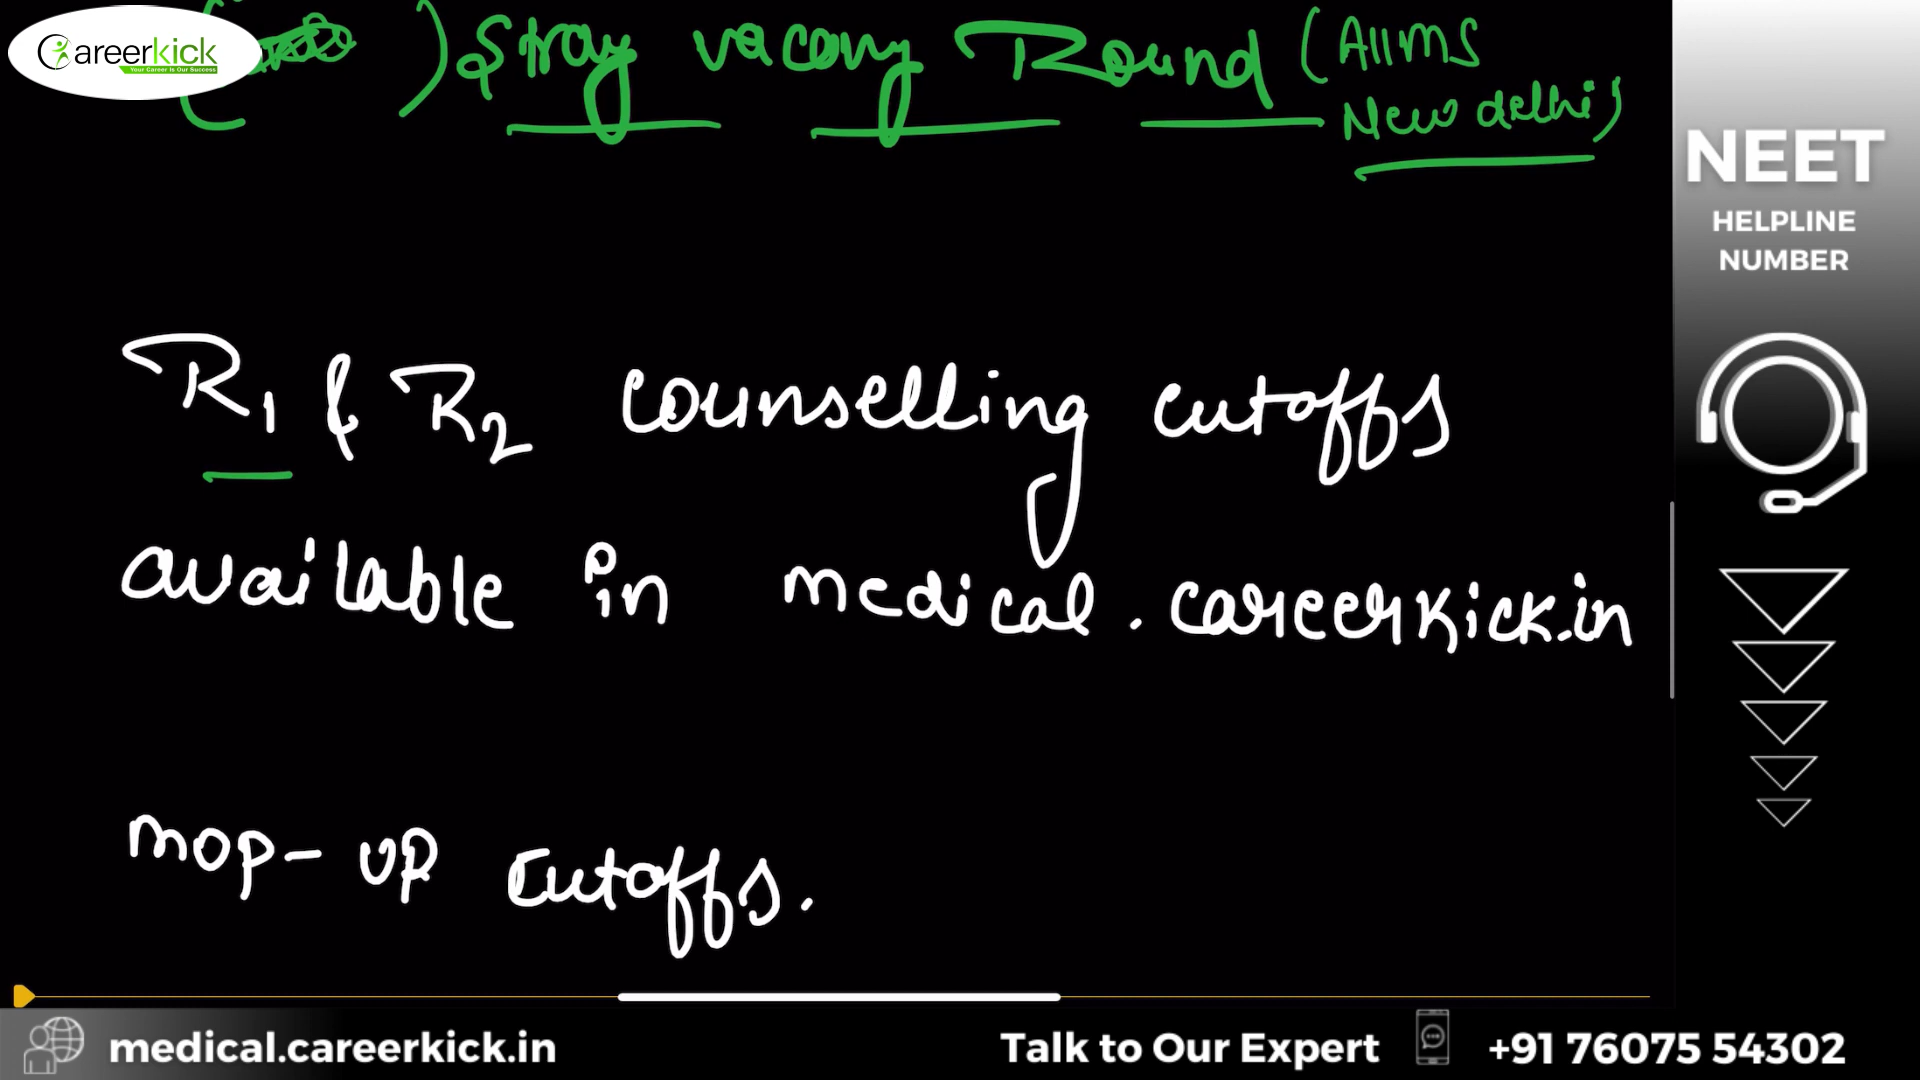 Careerkick
Your Career Is Our Success
) Stray vacany Round (AIIMS
New delhi)
NEET
HELPLINE
NUMBER
R1 & R2 counselling cutoffs
available in medical.careerkick.in
mop-up cutoffs.
medical.careerkick.in
Talk to Our Expert
+91 76075 54302